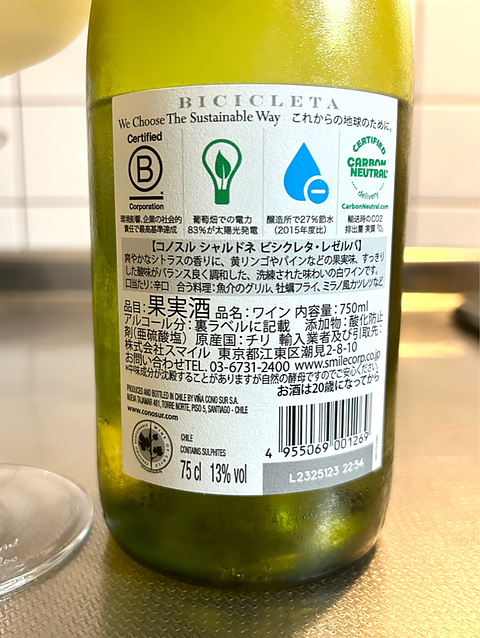 BICICLETA
We Choose The Sustainable Way これからの地球のために。
Certified
B
Corporation
環境影響、企業の社会的
責任で最高基準達成
葡萄畑での電力
83%が太陽光発電
醸造所で27%節水
(2015年度比)
CERTIFIED
CARBON
NEUTRAL
delivery
CarbonNeutral.com
輸送時のCO2
排出量 実質
【コノスル シャルドネ ビシクレタ・レゼルバ】
爽やかなシトラスの香りに、黄リンゴやパインなどの果実味、すっきり
した酸味がバランス良く調和した、洗練された味わいの白ワインです。
口当たり:辛口 合う料理:魚介のグリル、牡蠣フライ、ミラノ風カツレツなど
品目:果実酒 品名:ワイン 内容量:750ml
アルコール分:裏ラベルに記載 添加物:酸化防止
剤(亜硫酸塩) 原産国:チリ 輸入業者及び引取先:
株式会社スマイル 東京都江東区潮見2-8-10
お問い合わせTEL. 03-6731-2400 www.smilecorp.co.jp
*中味成分が沈殿することがありますが自然の酵母ですのでご安心ください。
お酒は20歳になってから
PRODUCED AND BOTTLED IN CHILE BY VIÑA CONO SUR S.A.
NUEVA TAJAMAR 481, TORRE NORTE, PISO 5, SANTIAGO - CHILE
www.conosur.com
CHILE
CONTAINS SULPHITES
75 cl 13% vol
4 955069 001269
L2325123 22:54